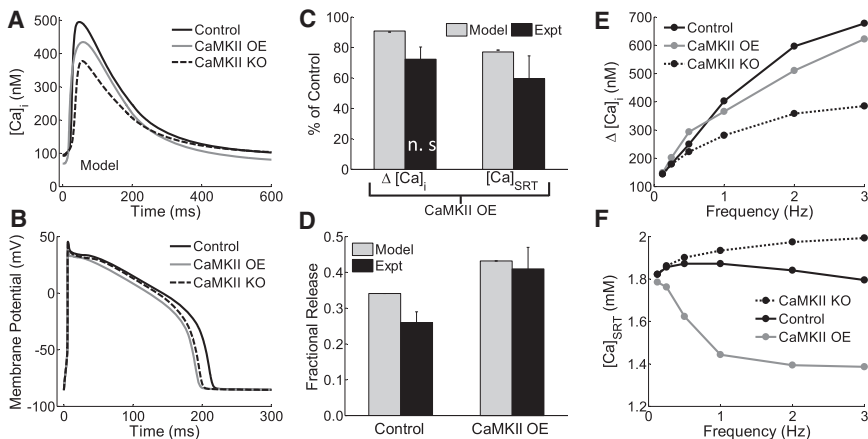 A
500
400
300
200
100
0
[Ca]i (nM)
Control
CaMKII OE
CaMKII KO
Model
0 200 400 600
Time (ms)
B
50
0
-50
-100
Membrane Potential (mV)
Control
CaMKII OE
CaMKII KO
0 100 200 300
Time (ms)
C
100
80
60
40
20
0
% of Control
Model
Expt
n. s
Δ [Ca]i
[Ca]SRT
CaMKII OE
D
0.5
0.4
0.3
0.2
0.1
0.0
Fractional Release
Model
Expt
Control
CaMKII OE
E
700
600
500
400
300
200
100
Δ [Ca]i (nM)
Control
CaMKII OE
CaMKII KO
0 1 2 3
Frequency (Hz)
F
2
1.8
1.6
1.4
1.2
[Ca]SRT (mM)
CaMKII KO
Control
CaMKII OE
0 1 2 3
Frequency (Hz)